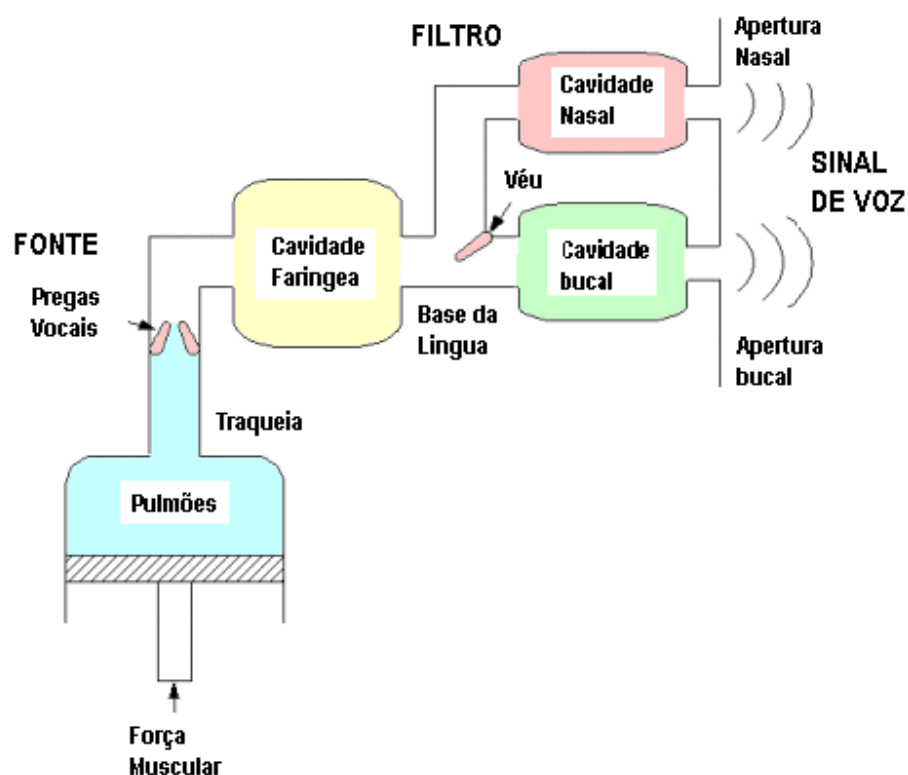 FILTRO
Apertura
Nasal
Cavidade
Nasal
SINAL
DE VOZ
Véu
FONTE
Cavidade
Faringea
Cavidade
bucal
Pregas
Vocais
Base da
Lingua
Apertura
bucal
Traqueia
Pulmões
Força
Muscular